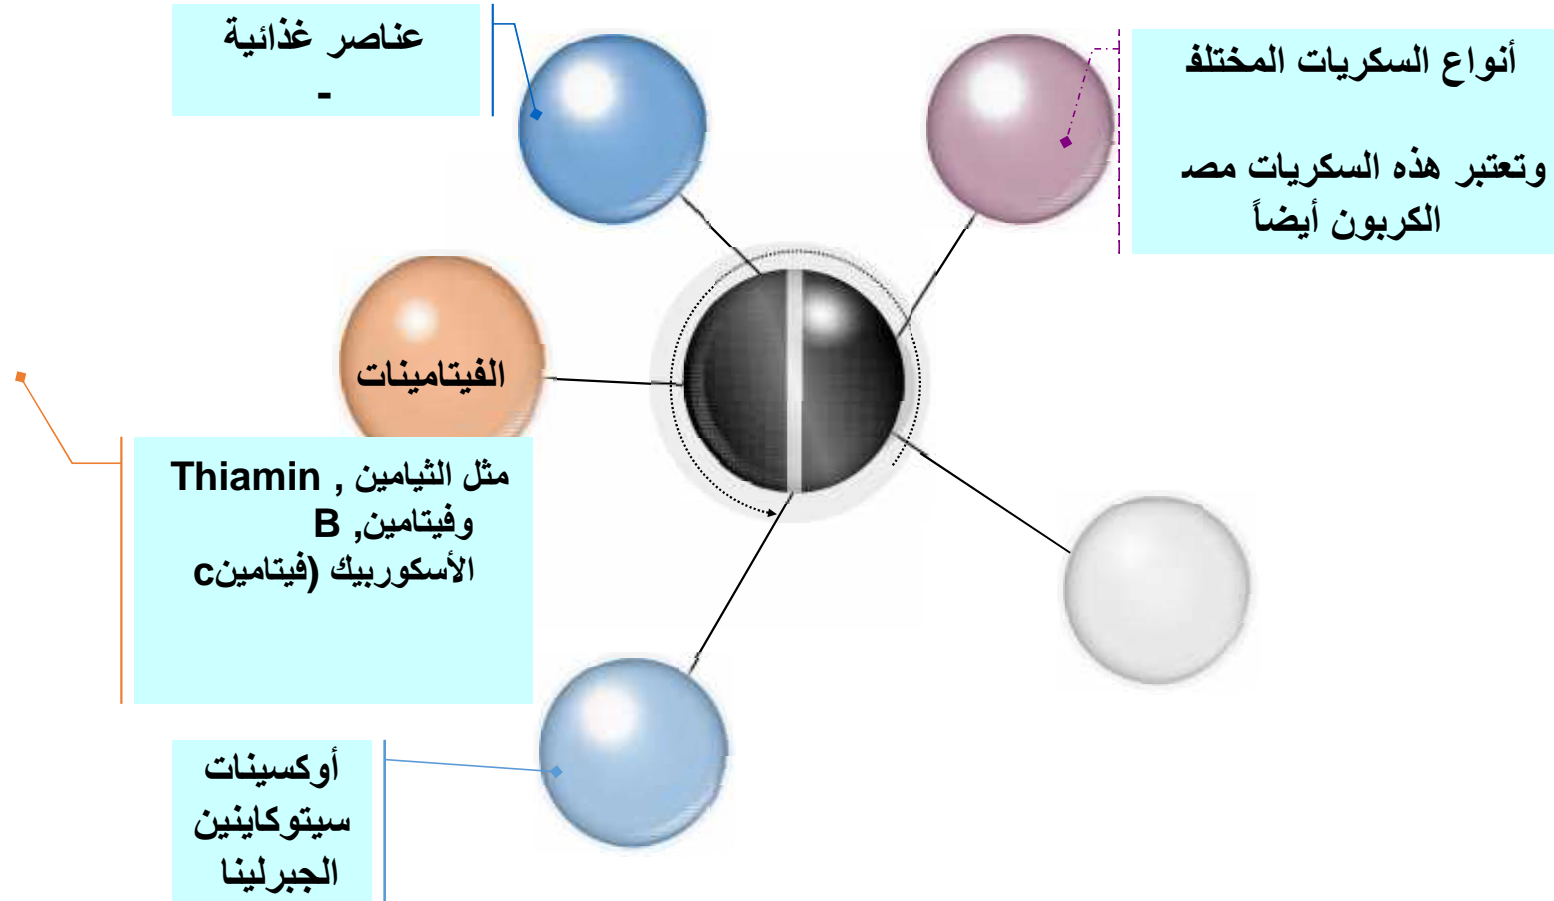 أنواع السكريات المختلف
وتعتبر هذه السكريات مصـ
الكربون أيضاً
عناصر غذائية
-
الفيتامينات
مثل الثيامين , Thiamin
وفيتامين, B
الأسكوربيك (فيتامينc
أوكسينات
سيتوكاينين
الجبرلينا